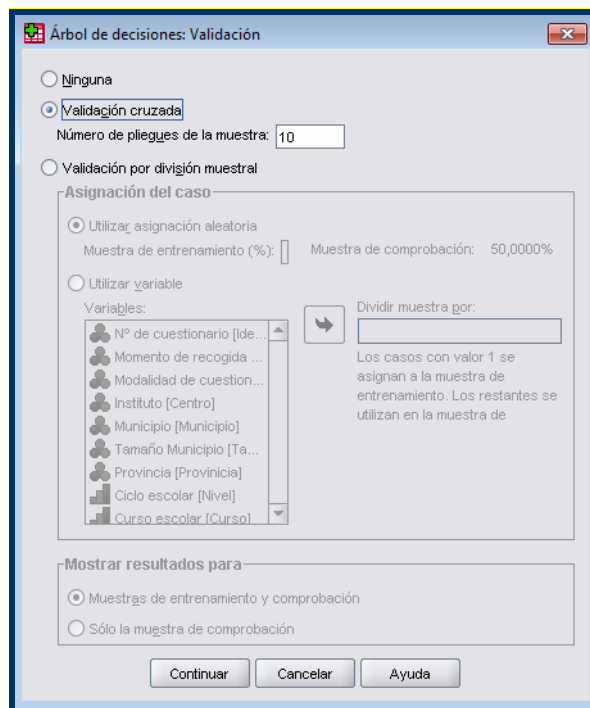 Árbol de decisiones: Validación
Ninguna
Validación cruzada
Número de pliegues de la muestra: 10
Validación por división muestral
Asignación del caso
Utilizar asignación aleatoria
Muestra de entrenamiento (%): Muestra de comprobación: 50,0000%
Utilizar variable
Variables:
Nº de cuestionario [Ide...
Momento de recogida ...
Modalidad de cuestion...
Instituto [Centro]
Municipio [Municipio]
Tamaño Municipio [Ta...
Provincia [Provinicia]
Ciclo escolar [Nivel]
Curso escolar [Curso]
Dividir muestra por:
Los casos con valor 1 se
asignan a la muestra de
entrenamiento. Los restantes se
utilizan en la muestra de
Mostrar resultados para
Muestras de entrenamiento y comprobación
Sólo la muestra de comprobación
Continuar Cancelar Ayuda